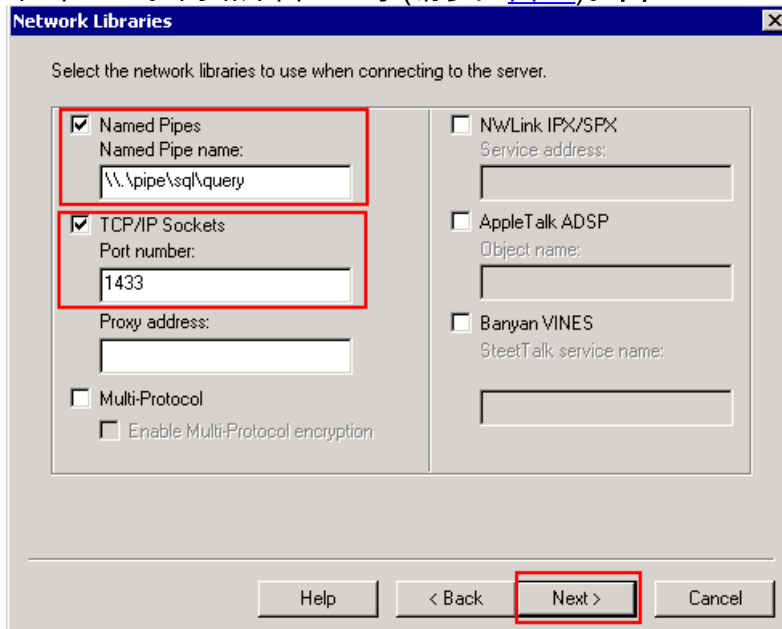 Network Libraries
Select the network libraries to use when connecting to the server.
Named Pipes
Named Pipe name:
\\.\pipe\sql\query
TCP/IP Sockets
Port number:
1433
Proxy address:
Multi-Protocol
Enable Multi-Protocol encryption
NWLink IPX/SPX
Service address:
AppleTalk ADSP
Object name:
Banyan VINES
SteetTalk service name:
Help
< Back
Next >
Cancel